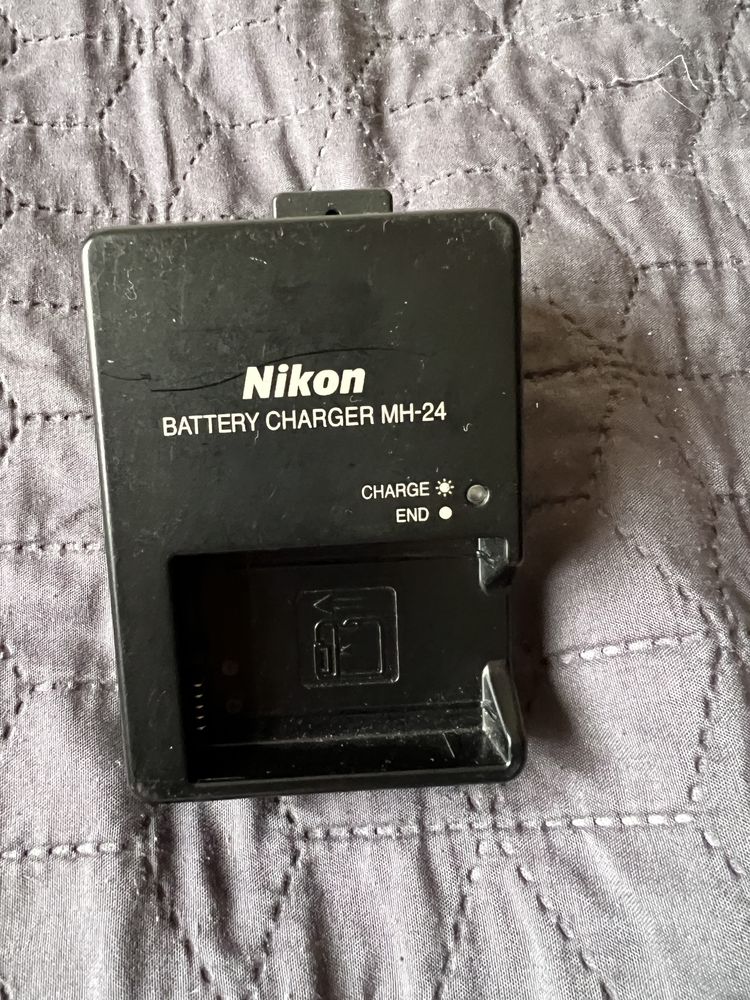 Nikon
BATTERY CHARGER MH-24
CHARGE
END